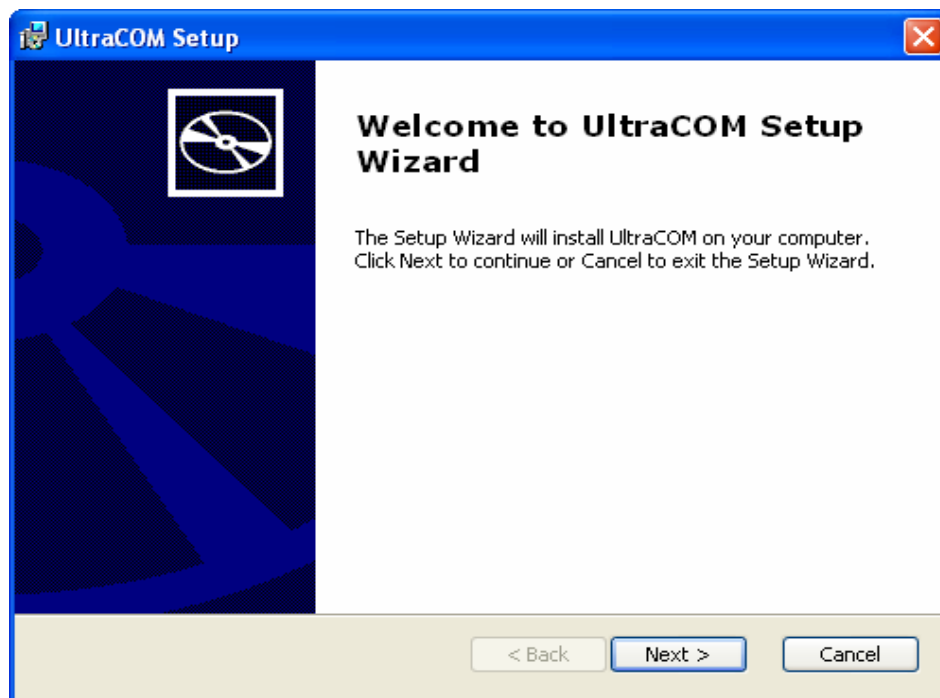 UltraCOM Setup
Welcome to UltraCOM Setup
Wizard
The Setup Wizard will install UltraCOM on your computer.
Click Next to continue or Cancel to exit the Setup Wizard.
< Back
Next >
Cancel